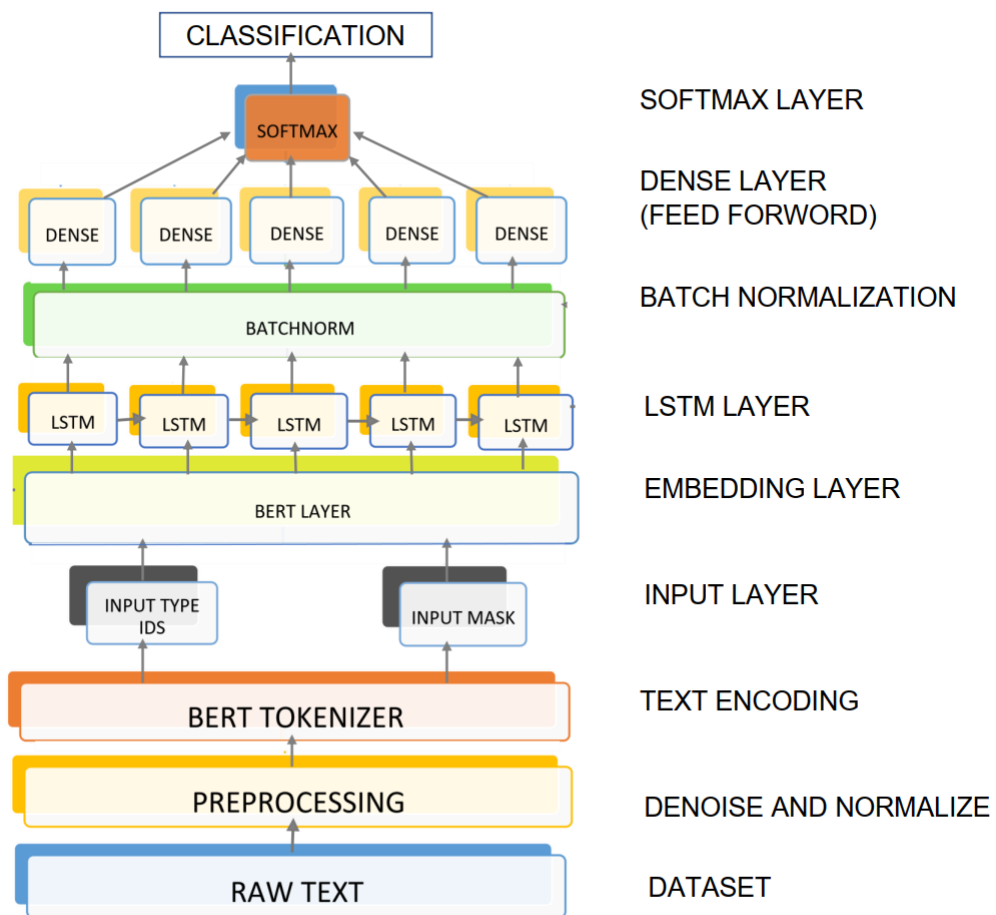 CLASSIFICATION
SOFTMAX
SOFTMAX LAYER
DENSE DENSE DENSE DENSE DENSE
DENSE LAYER
(FEED FORWORD)
BATCHNORM
BATCH NORMALIZATION
LSTM LSTM LSTM LSTM LSTM
LSTM LAYER
BERT LAYER
EMBEDDING LAYER
INPUT TYPE
IDS
INPUT MASK
INPUT LAYER
BERT TOKENIZER
TEXT ENCODING
PREPROCESSING
DENOISE AND NORMALIZE
RAW TEXT
DATASET